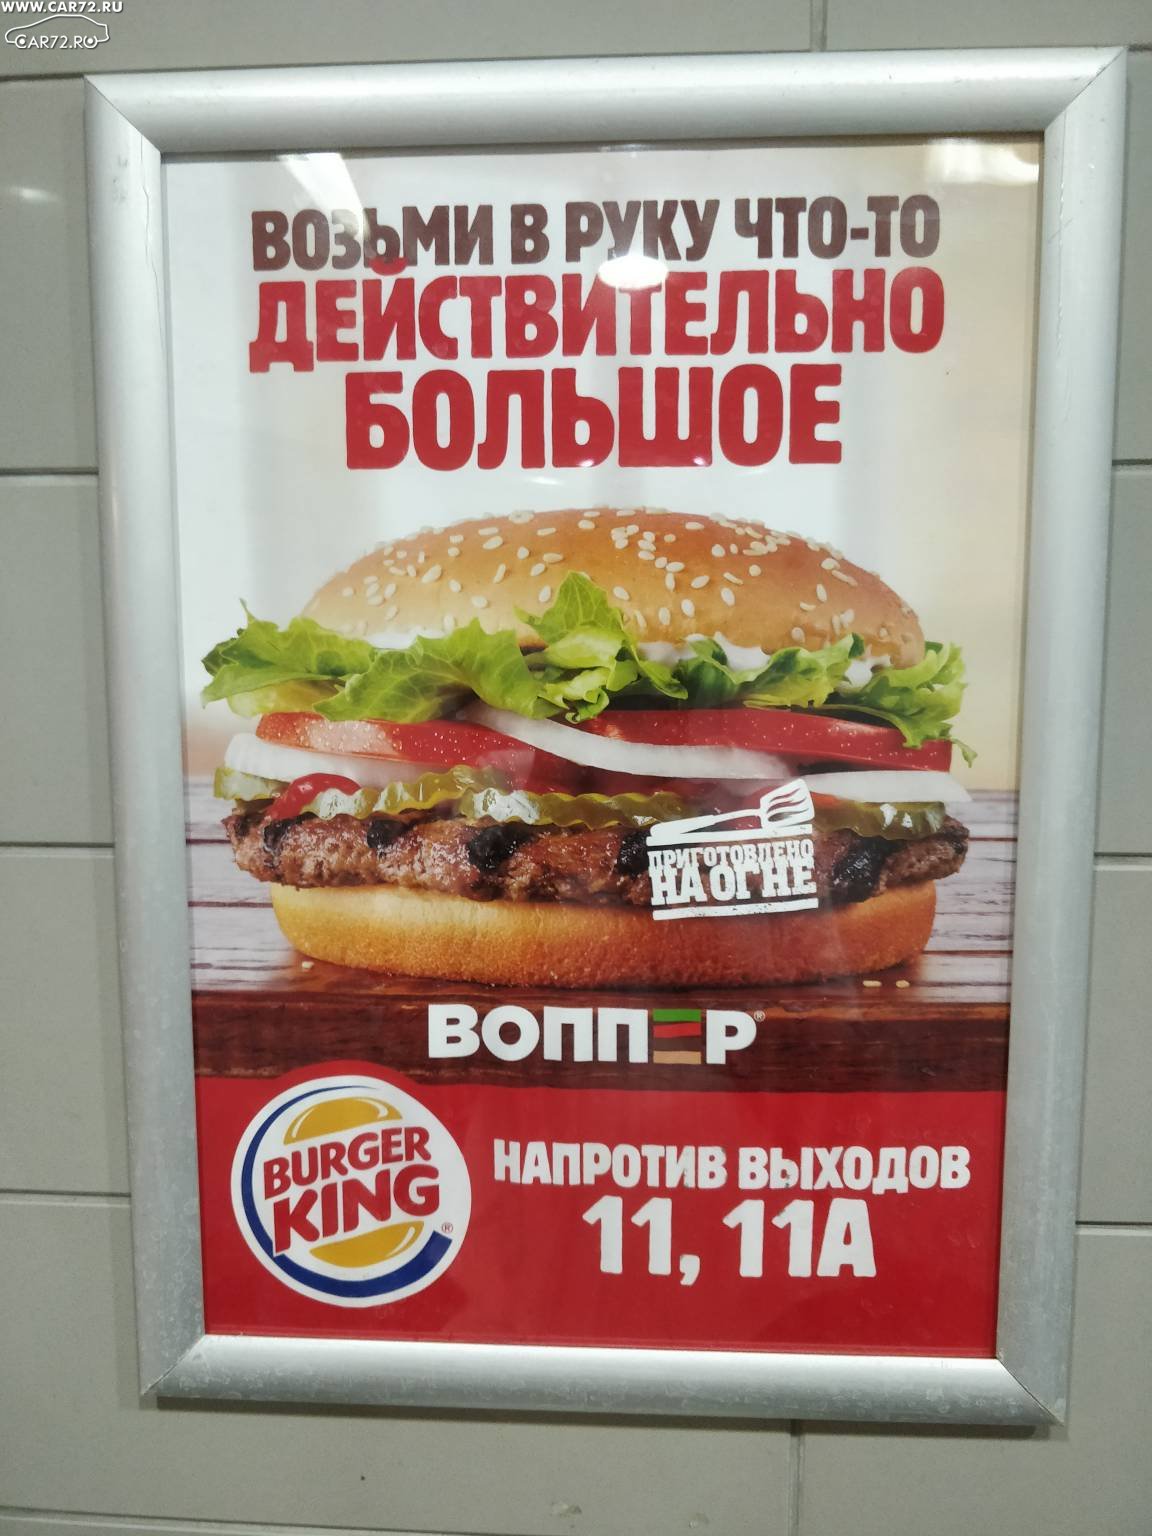 WWW.CAR72.RU
CAR72.RU
ВОЗЬМИ В РУКУ ЧТО-ТО
ДЕЙСТВИТЕЛЬНО
БОЛЬШОЕ
ПРИГОТОВЛЕНО
НА ОГНЕ
ВОППЕР®
BURGER
KING®
НАПРОТИВ ВЫХОДОВ
11, 11А